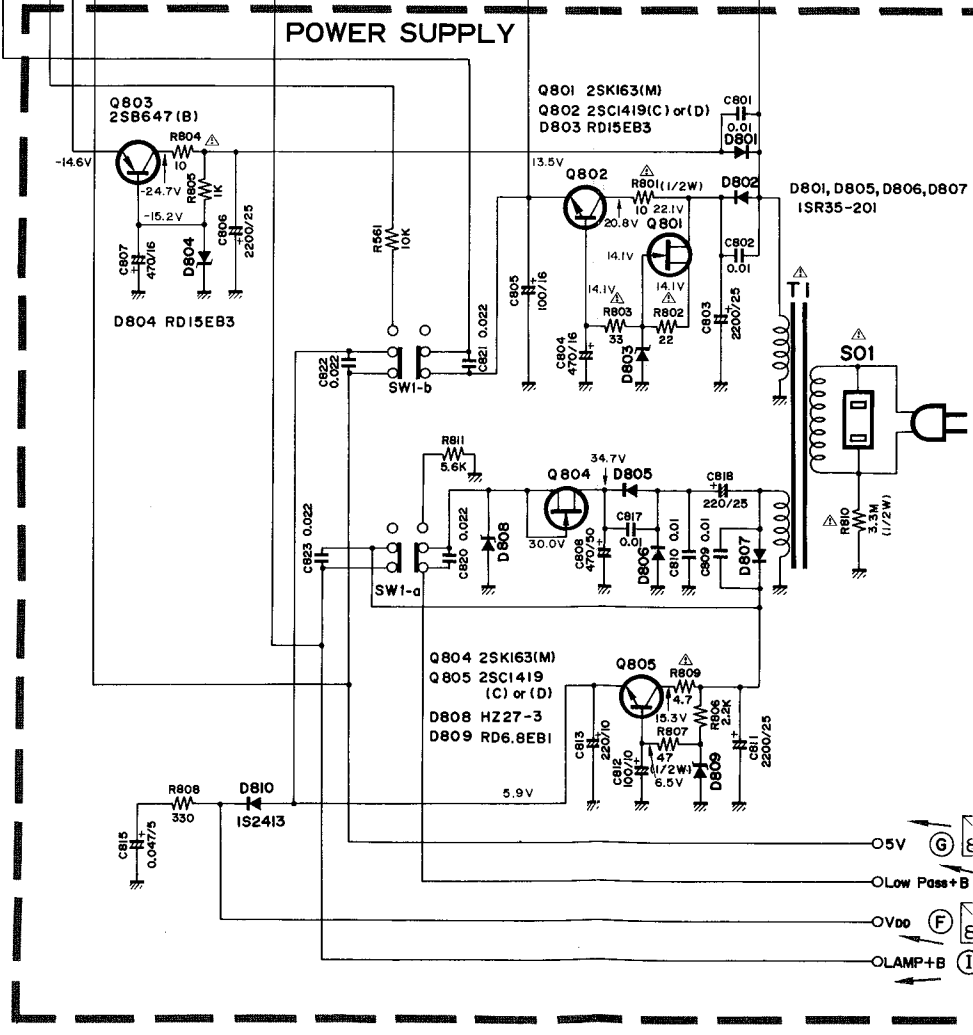 POWER SUPPLY
Q801 2SK163(M)
Q802 2SC1419(C) or (D)
D803 RD15EB3
Q803
2SB647(B)
C801
0.01
D801
R804
10
-14.6V
-24.7V
R805
1K
-15.2V
C807
470/16
D804
C806
2200/25
D804 RD15EB3
R561
10K
13.5V
Q802
R801(1/2W)
10
22.1V
20.8V
Q801
D802
D801, D805, D806, D807
1SR35-201
14.1V
14.1V
14.1V
C802
0.01
C805
100/16
R803
33
R802
22
C803
2200/25
C804
470/16
D803
T1
S01
C822
0.022
C821 0.022
SW1-b
R811
5.6K
Q804
34.7V
D805
C818
220/25
R810
3.3M
(1/2W)
C823 0.022
C820 0.022
D808
30.0V
C817
0.01
C808
470/50
D806
C810 0.01
C809 0.01
D807
SW1-a
Q804 2SK163(M)
Q805 2SC1419
(C) or (D)
D808 HZ27-3
D809 RD6.8EB1
Q805
R809
4.7
15.3V
R806
2.2K
R807
47
(1/2W)
6.5V
C813
220/10
C812
100/10
D809
C811
2200/25
5.9V
R808
330
D810
1S2413
C815
0.047/5
5V
G
Low Pass+B
VDD
F
LAMP+B
I